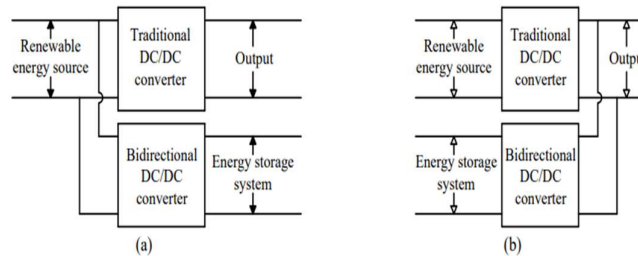 Renewable
energy source
Traditional
DC/DC
converter
Output
Bidirectional
DC/DC
converter
Energy storage
system
(a)
Renewable
energy source
Traditional
DC/DC
converter
Output
Energy storage
system
Bidirectional
DC/DC
converter
(b)